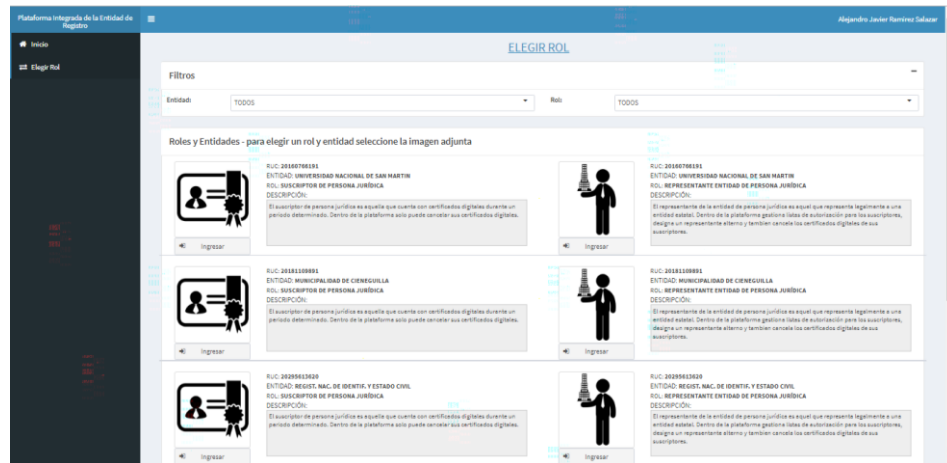 Plataforma Integrada de la Entidad de
Registro
Alejandro Javier Ramirez Salazar
Inicio
Elegir Rol
ELEGIR ROL
Filtros
Entidad: TODOS
Rol: TODOS
Roles y Entidades - para elegir un rol y entidad seleccione la imagen adjunta
RUC: 20160766191
ENTIDAD: UNIVERSIDAD NACIONAL DE SAN MARTIN
ROL: SUSCRIPTOR DE PERSONA JURÍDICA
DESCRIPCIÓN:
El suscriptor de persona jurídica es aquella que cuenta con certificados digitales durante un
periodo determinado. Dentro de la plataforma solo puede cancelar sus certificados digitales.
Ingresar
RUC: 20160766191
ENTIDAD: UNIVERSIDAD NACIONAL DE SAN MARTIN
ROL: REPRESENTANTE ENTIDAD DE PERSONA JURÍDICA
DESCRIPCIÓN:
El representante de la entidad de persona jurídica es aquel que representa legalmente a una
entidad estatal. Dentro de la plataforma gestiona listas de autorización para los suscriptores,
designa un representante alterno y tambien cancela los certificados digitales de sus
suscriptores.
Ingresar
RUC: 20181109891
ENTIDAD: MUNICIPALIDAD DE CIENEGUILLA
ROL: SUSCRIPTOR DE PERSONA JURÍDICA
DESCRIPCIÓN:
El suscriptor de persona jurídica es aquella que cuenta con certificados digitales durante un
periodo determinado. Dentro de la plataforma solo puede cancelar sus certificados digitales.
Ingresar
RUC: 20181109891
ENTIDAD: MUNICIPALIDAD DE CIENEGUILLA
ROL: REPRESENTANTE ENTIDAD DE PERSONA JURÍDICA
DESCRIPCIÓN:
El representante de la entidad de persona jurídica es aquel que representa legalmente a una
entidad estatal. Dentro de la plataforma gestiona listas de autorización para los suscriptores,
designa un representante alterno y tambien cancela los certificados digitales de sus
suscriptores.
Ingresar
RUC: 20295613620
ENTIDAD: REGIST. NAC. DE IDENTIF. Y ESTADO CIVIL
ROL: SUSCRIPTOR DE PERSONA JURÍDICA
DESCRIPCIÓN:
El suscriptor de persona jurídica es aquella que cuenta con certificados digitales durante un
periodo determinado. Dentro de la plataforma solo puede cancelar sus certificados digitales.
Ingresar
RUC: 20295613620
ENTIDAD: REGIST. NAC. DE IDENTIF. Y ESTADO CIVIL
ROL: REPRESENTANTE ENTIDAD DE PERSONA JURÍDICA
DESCRIPCIÓN:
El representante de la entidad de persona jurídica es aquel que representa legalmente a una
entidad estatal. Dentro de la plataforma gestiona listas de autorización para los suscriptores,
designa un representante alterno y tambien cancela los certificados digitales de sus
suscriptores.
Ingresar